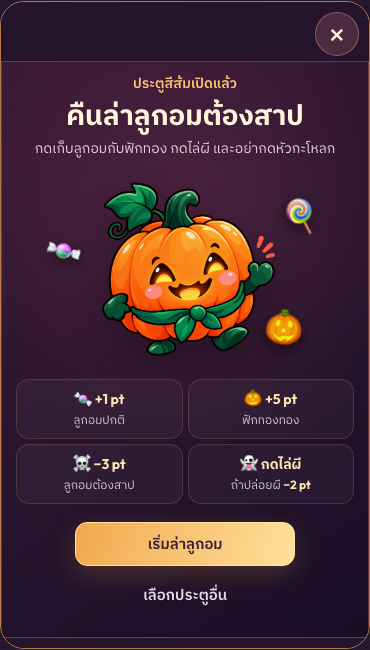 ประตูสีส้มเปิดแล้ว
คืนล่าลูกอมต้องสาป
กดเก็บลูกอมกับฟักทอง กดไล่ผี และอย่ากดหัวกะโหลก
🍬 +1 pt
ลูกอมปกติ
🎃 +5 pt
ฟักทองทอง
☠️ −3 pt
ลูกอมต้องสาป
👻 กดไล่ผี
ถ้าปล่อยผี −2 pt
เริ่มล่าลูกอม
เลือกประตูอื่น